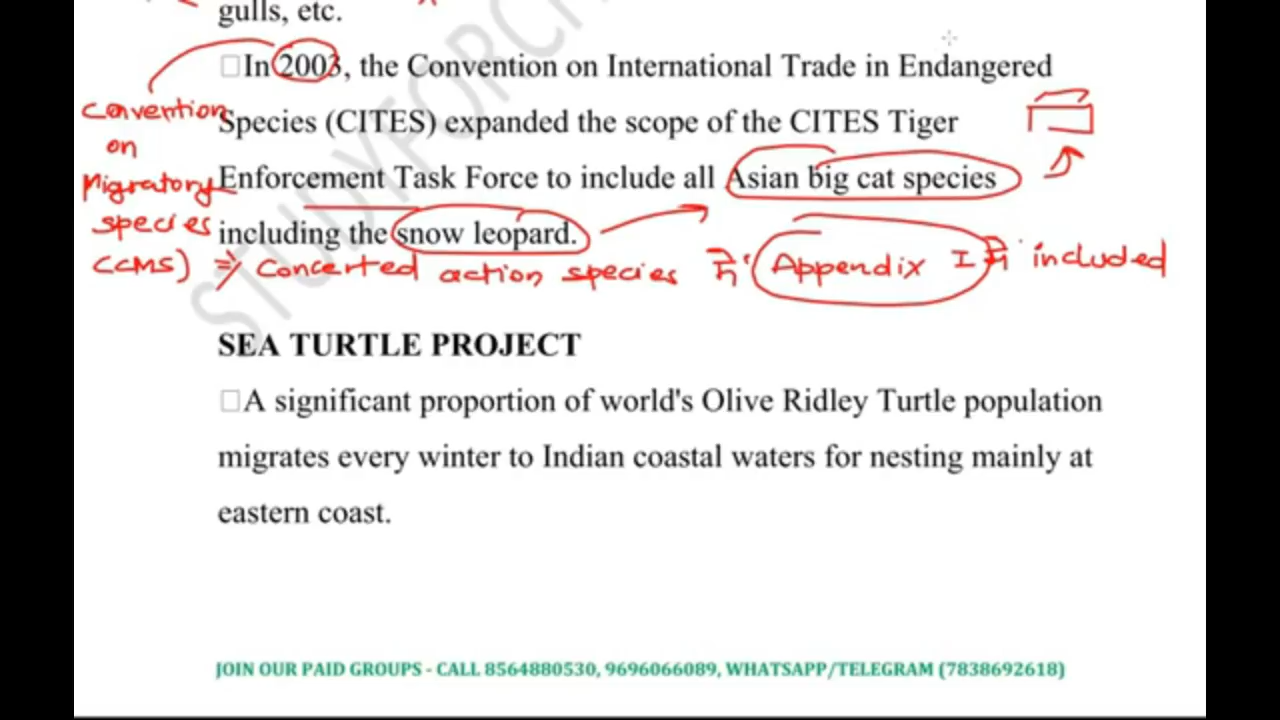 gulls, etc.
In 2003, the Convention on International Trade in Endangered
Species (CITES) expanded the scope of the CITES Tiger
Enforcement Task Force to include all Asian big cat species
including the snow leopard.
Convention
on
Migratory
species
(CMS) ⇒ Concerted action species में Appendix I में included
SEA TURTLE PROJECT
A significant proportion of world's Olive Ridley Turtle population
migrates every winter to Indian coastal waters for nesting mainly at
eastern coast.
JOIN OUR PAID GROUPS - CALL 8564880530, 9696066089, WHATSAPP/TELEGRAM (7838692618)